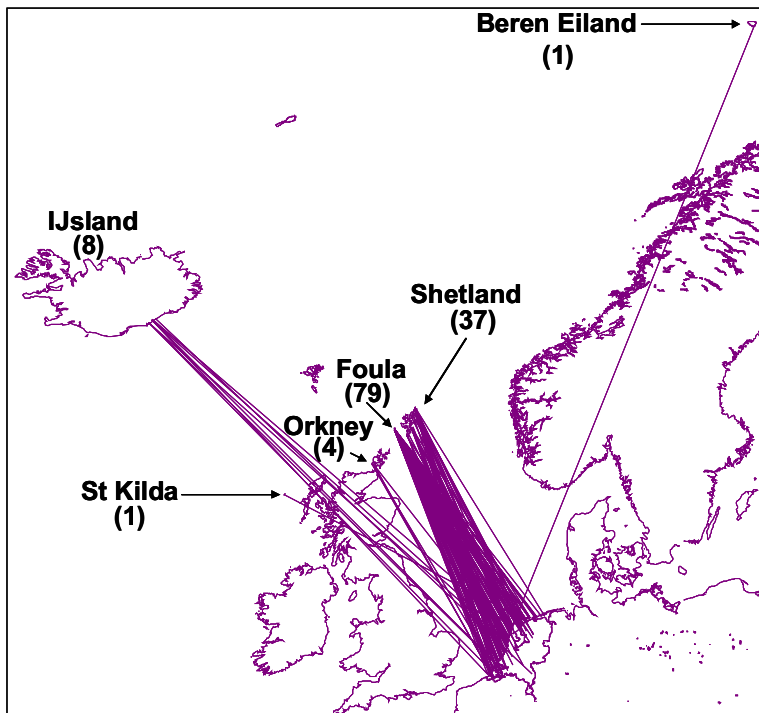 Beren Eiland
(1)
IJsland
(8)
Shetland
(37)
Foula
(79)
Orkney
(4)
St Kilda
(1)